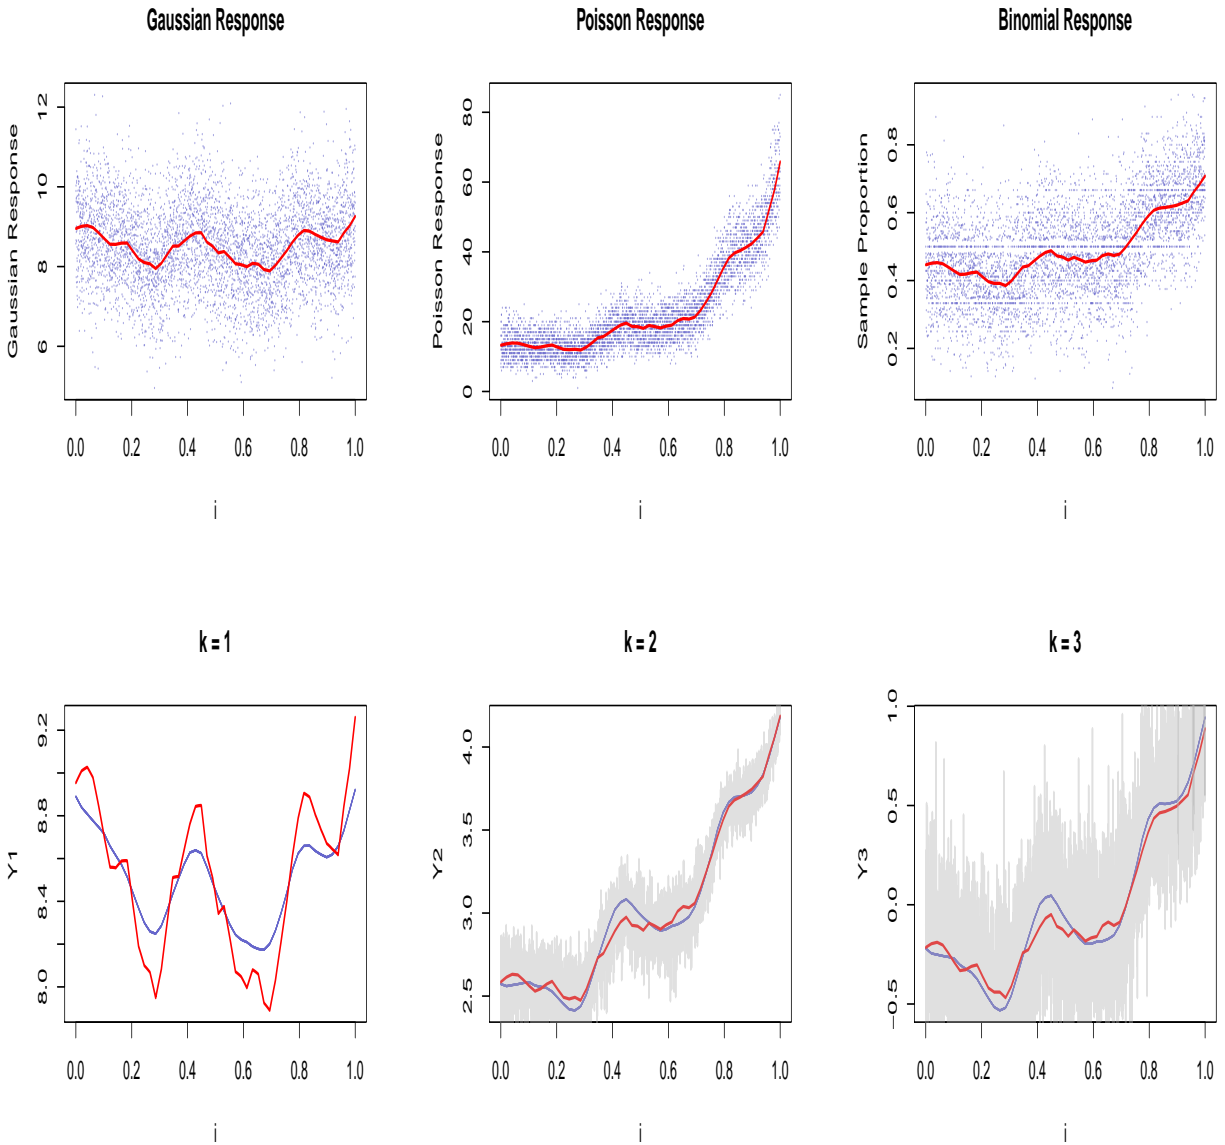 Gaussian Response
Poisson Response
Binomial Response
Gaussian Response
6
8
10
12
0.0 0.2 0.4 0.6 0.8 1.0
i
Poisson Response
0
20
40
60
80
0.0 0.2 0.4 0.6 0.8 1.0
i
Sample Proportion
0.2
0.4
0.6
0.8
0.0 0.2 0.4 0.6 0.8 1.0
i
k = 1
k = 2
k = 3
Y1
8.0
8.4
8.8
9.2
0.0 0.2 0.4 0.6 0.8 1.0
i
Y2
2.5
3.0
3.5
4.0
0.0 0.2 0.4 0.6 0.8 1.0
i
Y3
−0.5
0.0
0.5
1.0
0.0 0.2 0.4 0.6 0.8 1.0
i